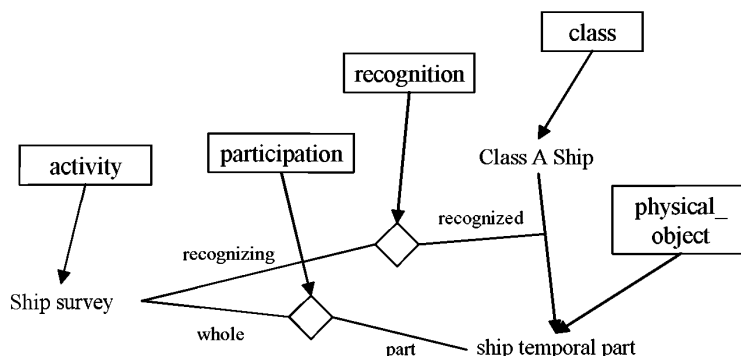 class
recognition
participation
Class A Ship
activity
physical_
object
recognized
recognizing
Ship survey
whole
part
ship temporal part